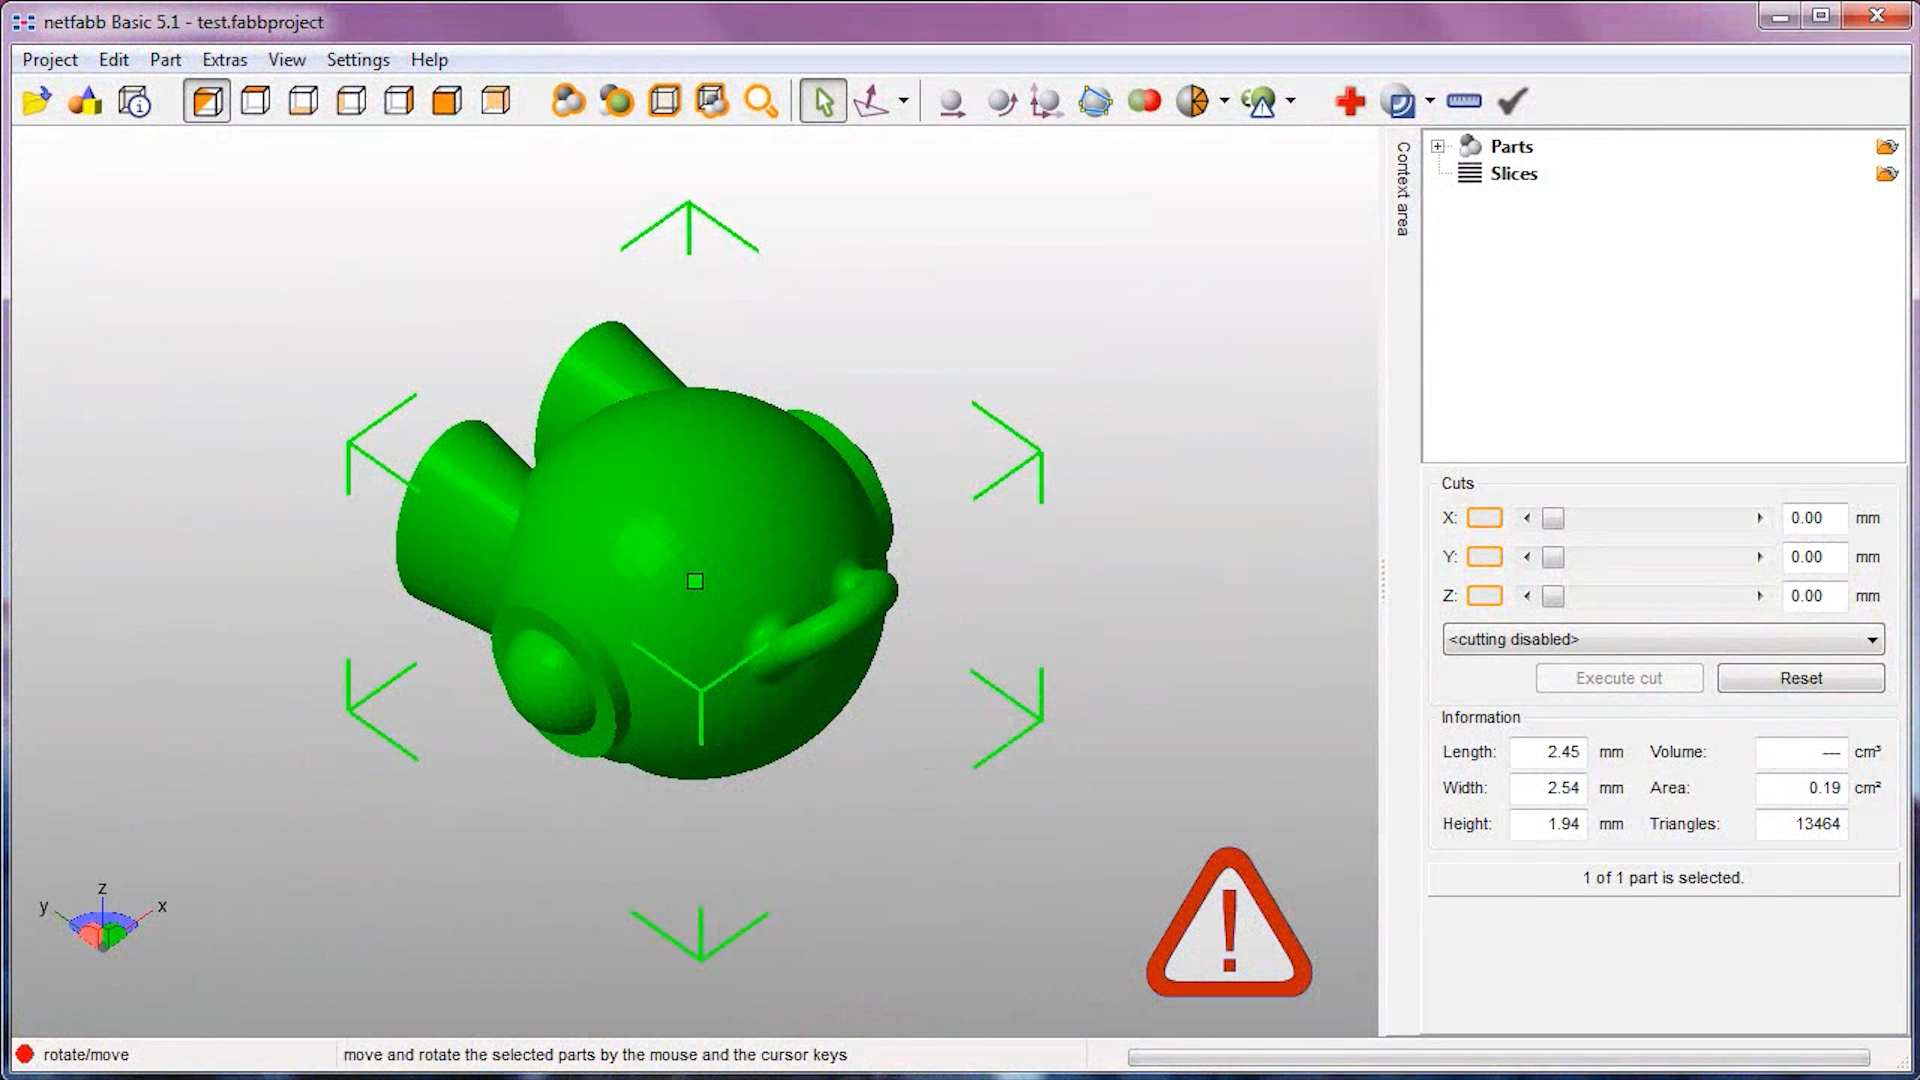 netfabb Basic 5.1 - test.fabbproject
Project Edit Part Extras View Settings Help
Context area
Parts
Slices
Cuts
X: 0.00 mm
Y: 0.00 mm
Z: 0.00 mm
<cutting disabled>
Execute cut Reset
Information
Length: 2.45 mm Volume: --- cm³
Width: 2.54 mm Area: 0.19 cm²
Height: 1.94 mm Triangles: 13464
1 of 1 part is selected.
z
y x
!
rotate/move move and rotate the selected parts by the mouse and the cursor keys